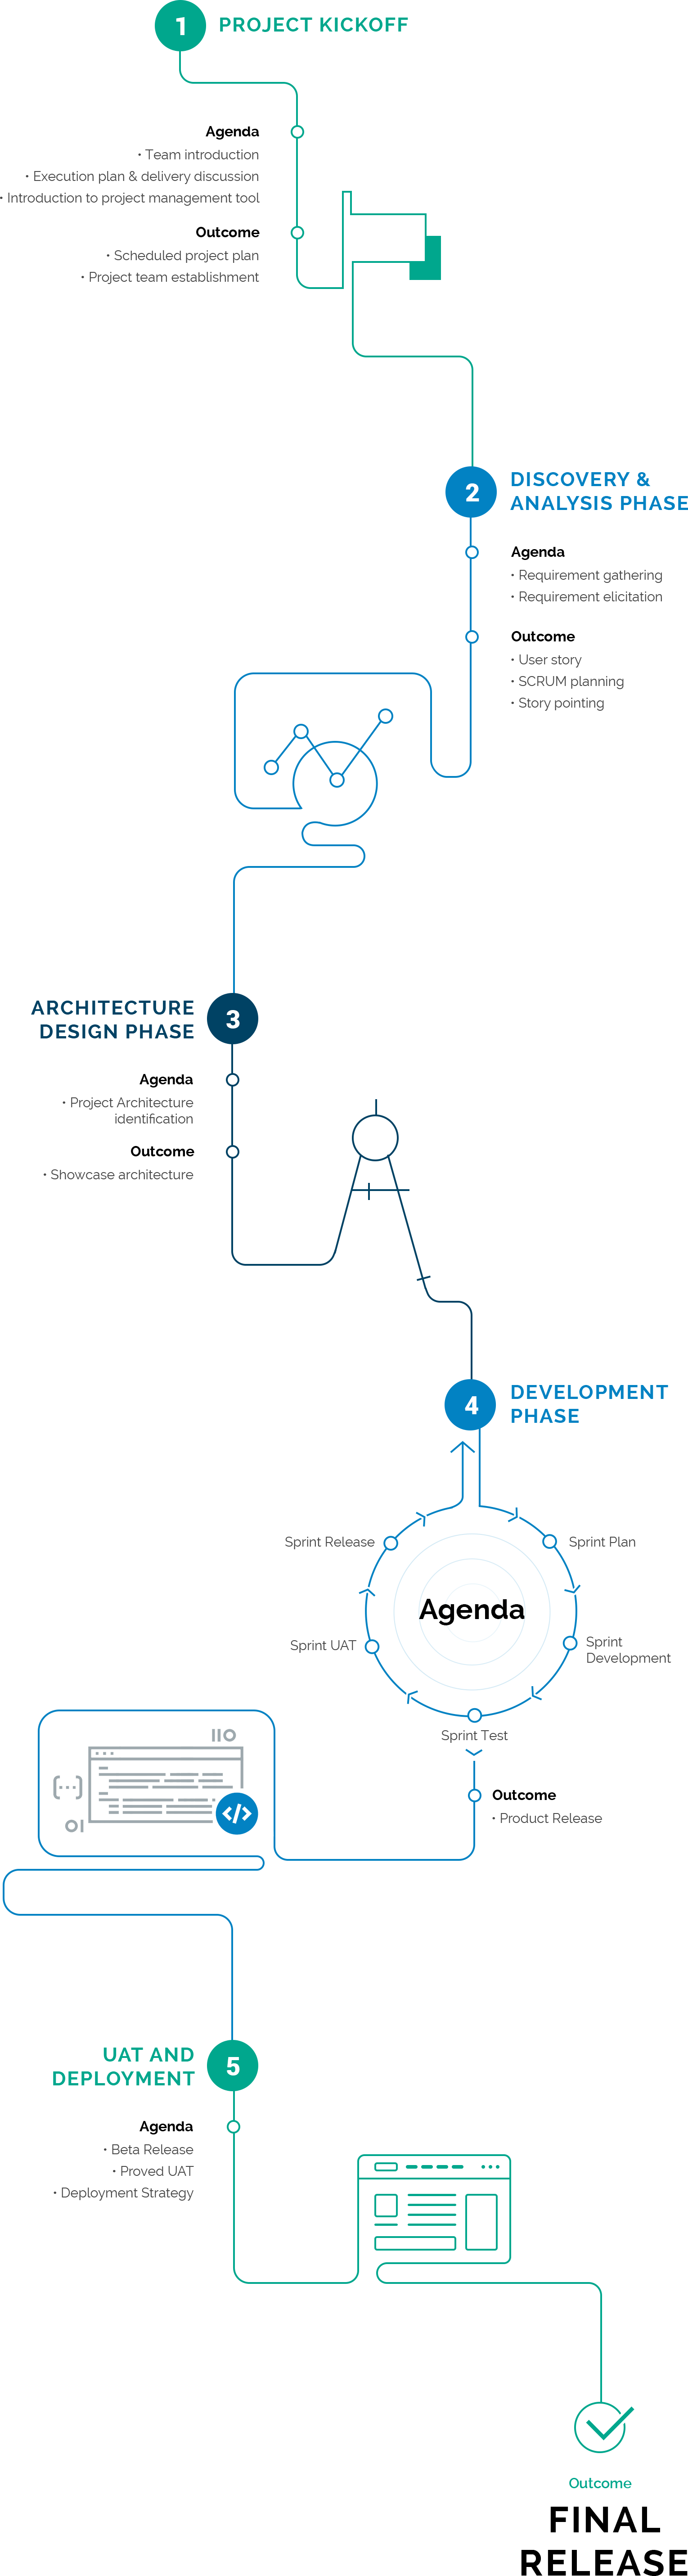 1
PROJECT KICKOFF
Agenda
• Team introduction
• Execution plan & delivery discussion
• Introduction to project management tool
Outcome
• Scheduled project plan
• Project team establishment
2
DISCOVERY &
ANALYSIS PHASE
Agenda
• Requirement gathering
• Requirement elicitation
Outcome
• User story
• SCRUM planning
• Story pointing
3
ARCHITECTURE
DESIGN PHASE
Agenda
• Project Architecture
identification
Outcome
• Showcase architecture
4
DEVELOPMENT
PHASE
Sprint Release
Sprint Plan
Agenda
Sprint UAT
Sprint
Development
Sprint Test
Outcome
• Product Release
IIO
{...}
</>
OI
5
UAT AND
DEPLOYMENT
Agenda
• Beta Release
• Proved UAT
• Deployment Strategy
Outcome
FINAL
RELEASE